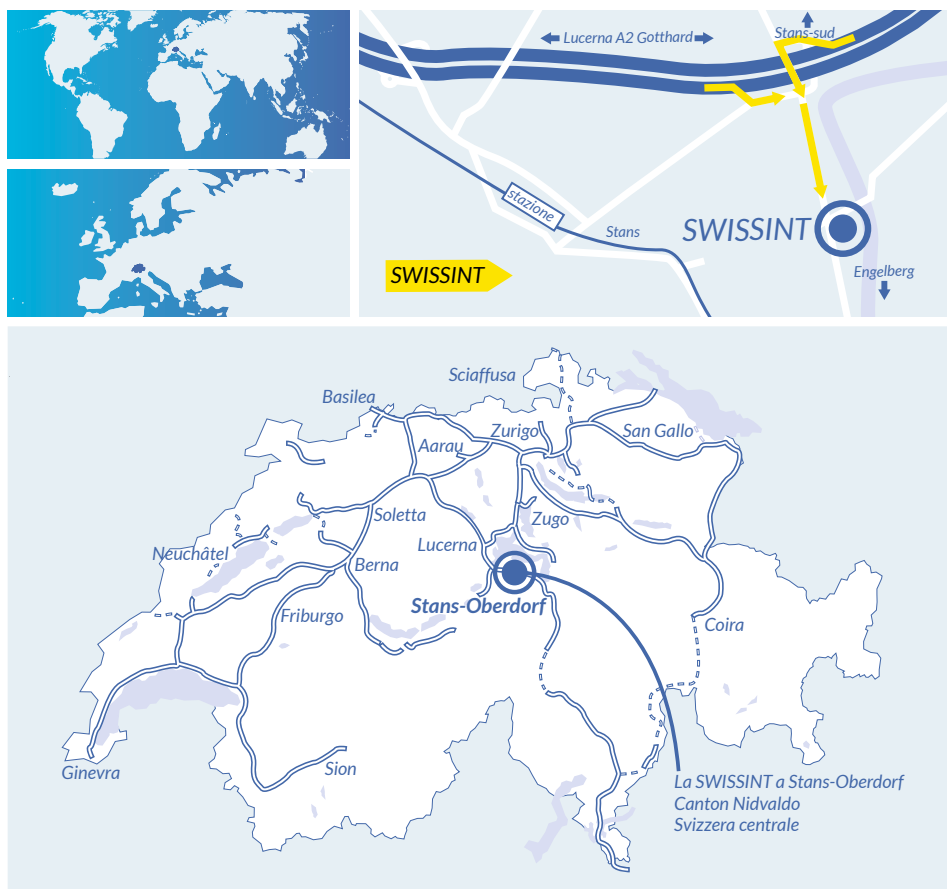 Lucerna A2 Gotthard
Stans-sud
stazione
Stans
SWISSINT
SWISSINT
Engelberg
Sciaffusa
Basilea
Zurigo
San Gallo
Aarau
Soletta
Zugo
Lucerna
Neuchâtel
Berna
Stans-Oberdorf
Friburgo
Coira
Ginevra
Sion
La SWISSINT a Stans-Oberdorf
Canton Nidvaldo
Svizzera centrale